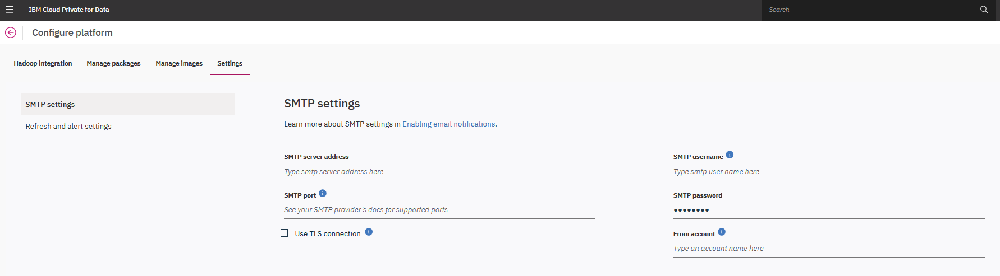 IBM Cloud Private for Data
Search
Configure platform
Hadoop integration
Manage packages
Manage images
Settings
SMTP settings
Refresh and alert settings
SMTP settings
Learn more about SMTP settings in Enabling email notifications.
SMTP server address
Type smtp server address here
SMTP port
See your SMTP provider's docs for supported ports.
Use TLS connection
SMTP username
Type smtp user name here
SMTP password
••••••••
From account
Type an account name here